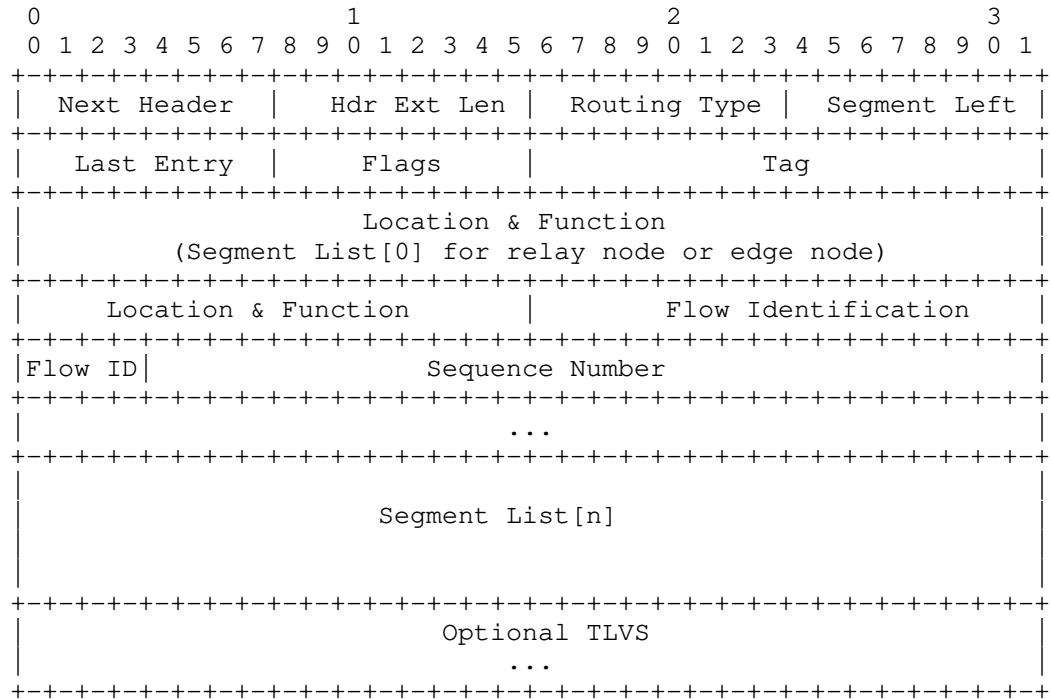 0                   1                   2                   3
 0 1 2 3 4 5 6 7 8 9 0 1 2 3 4 5 6 7 8 9 0 1 2 3 4 5 6 7 8 9 0 1
+-+-+-+-+-+-+-+-+-+-+-+-+-+-+-+-+-+-+-+-+-+-+-+-+-+-+-+-+-+-+-+-+
|  Next Header  |   Hdr Ext Len |  Routing Type |  Segment Left |
+-+-+-+-+-+-+-+-+-+-+-+-+-+-+-+-+-+-+-+-+-+-+-+-+-+-+-+-+-+-+-+-+
|   Last Entry  |     Flags     |              Tag              |
+-+-+-+-+-+-+-+-+-+-+-+-+-+-+-+-+-+-+-+-+-+-+-+-+-+-+-+-+-+-+-+-+
|                     Location & Function                       |
|         (Segment List[0] for relay node or edge node)         |
+-+-+-+-+-+-+-+-+-+-+-+-+-+-+-+-+-+-+-+-+-+-+-+-+-+-+-+-+-+-+-+-+
|     Location & Function       |        Flow Identification    |
+-+-+-+-+-+-+-+-+-+-+-+-+-+-+-+-+-+-+-+-+-+-+-+-+-+-+-+-+-+-+-+-+
|Flow ID|                 Sequence Number                       |
+-+-+-+-+-+-+-+-+-+-+-+-+-+-+-+-+-+-+-+-+-+-+-+-+-+-+-+-+-+-+-+-+
|                              ...                              |
+-+-+-+-+-+-+-+-+-+-+-+-+-+-+-+-+-+-+-+-+-+-+-+-+-+-+-+-+-+-+-+-+
|                                                               |
|                      Segment List[n]                          |
|                                                               |
|                                                               |
+-+-+-+-+-+-+-+-+-+-+-+-+-+-+-+-+-+-+-+-+-+-+-+-+-+-+-+-+-+-+-+-+
|                          Optional TLVS                        |
|                              ...                              |
+-+-+-+-+-+-+-+-+-+-+-+-+-+-+-+-+-+-+-+-+-+-+-+-+-+-+-+-+-+-+-+-+